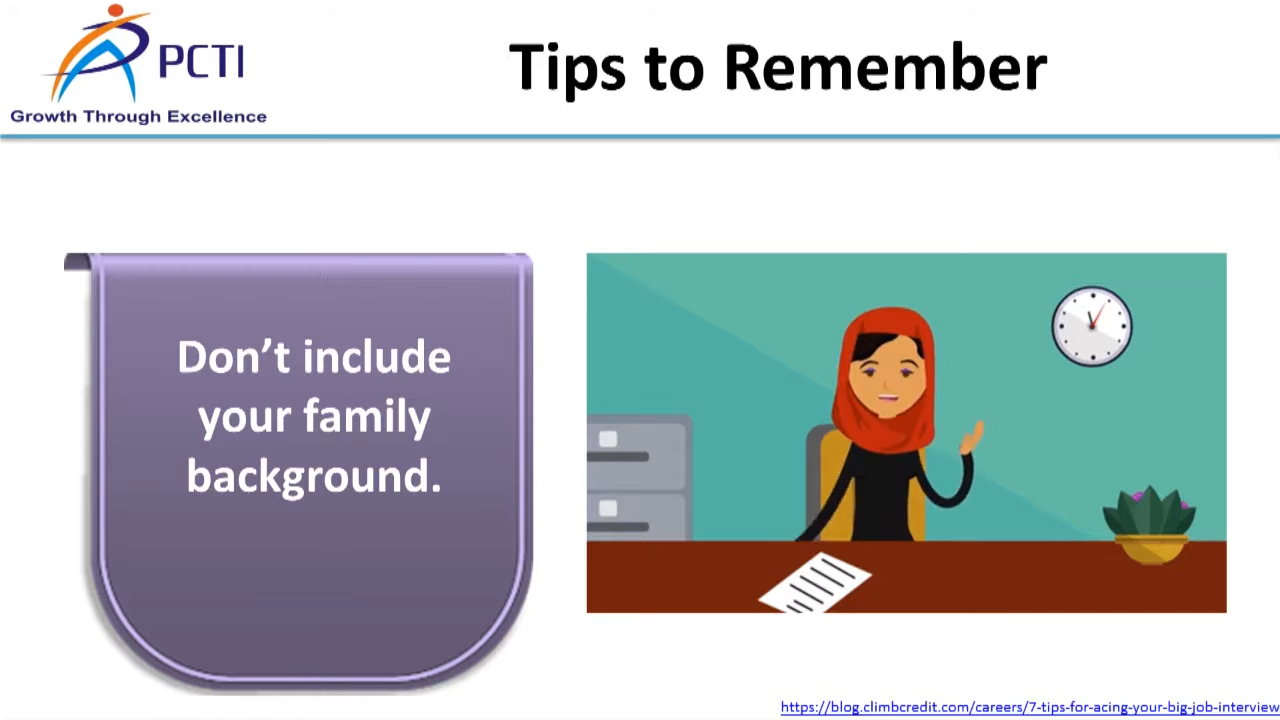 PCTI
Growth Through Excellence
Tips to Remember
Don’t include
your family
background.
https://blog.climbcredit.com/careers/7-tips-for-acing-your-big-job-interview